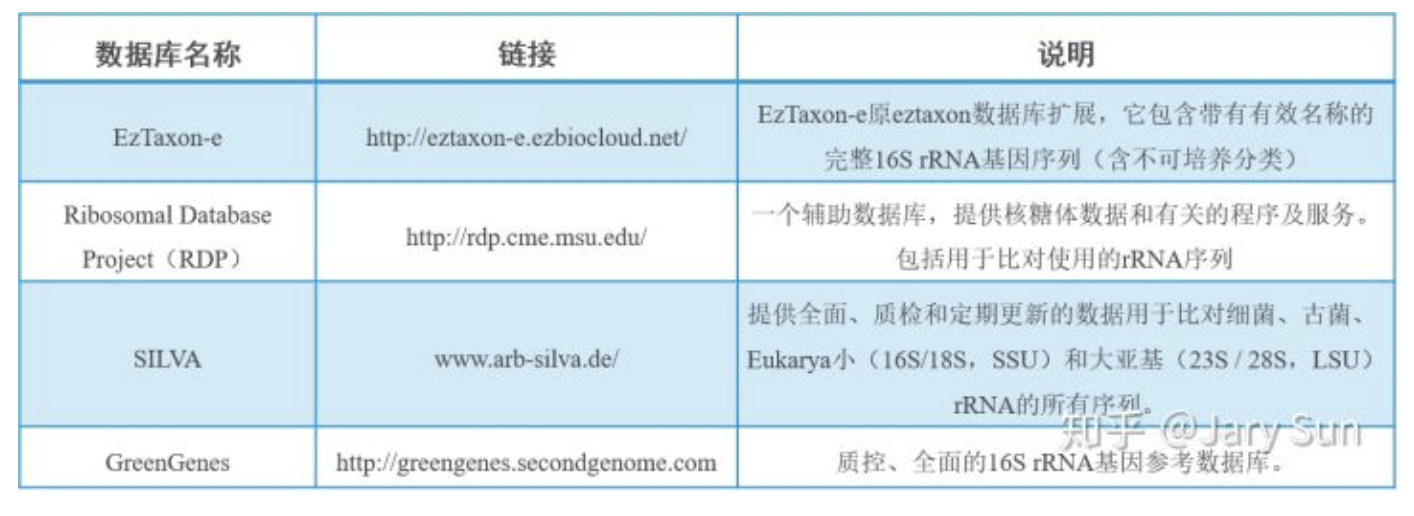 数据库名称 链接 说明
EzTaxon-e http://eztaxon-e.ezbiocloud.net/ EzTaxon-e原eztaxon数据库扩展，它包含带有有效名称的
完整16S rRNA基因序列（含不可培养分类）
Ribosomal Database
Project（RDP） http://rdp.cme.msu.edu/ 一个辅助数据库，提供核糖体数据和有关的程序及服务。
包括用于比对使用的rRNA序列
SILVA www.arb-silva.de/ 提供全面、质检和定期更新的数据用于比对细菌、古菌、
Eukarya小（16S/18S，SSU）和大亚基（23S / 28S，LSU）
rRNA的所有序列。
GreenGenes http://greengenes.secondgenome.com 质控、全面的16S rRNA基因参考数据库。
知乎 @Jary Sun